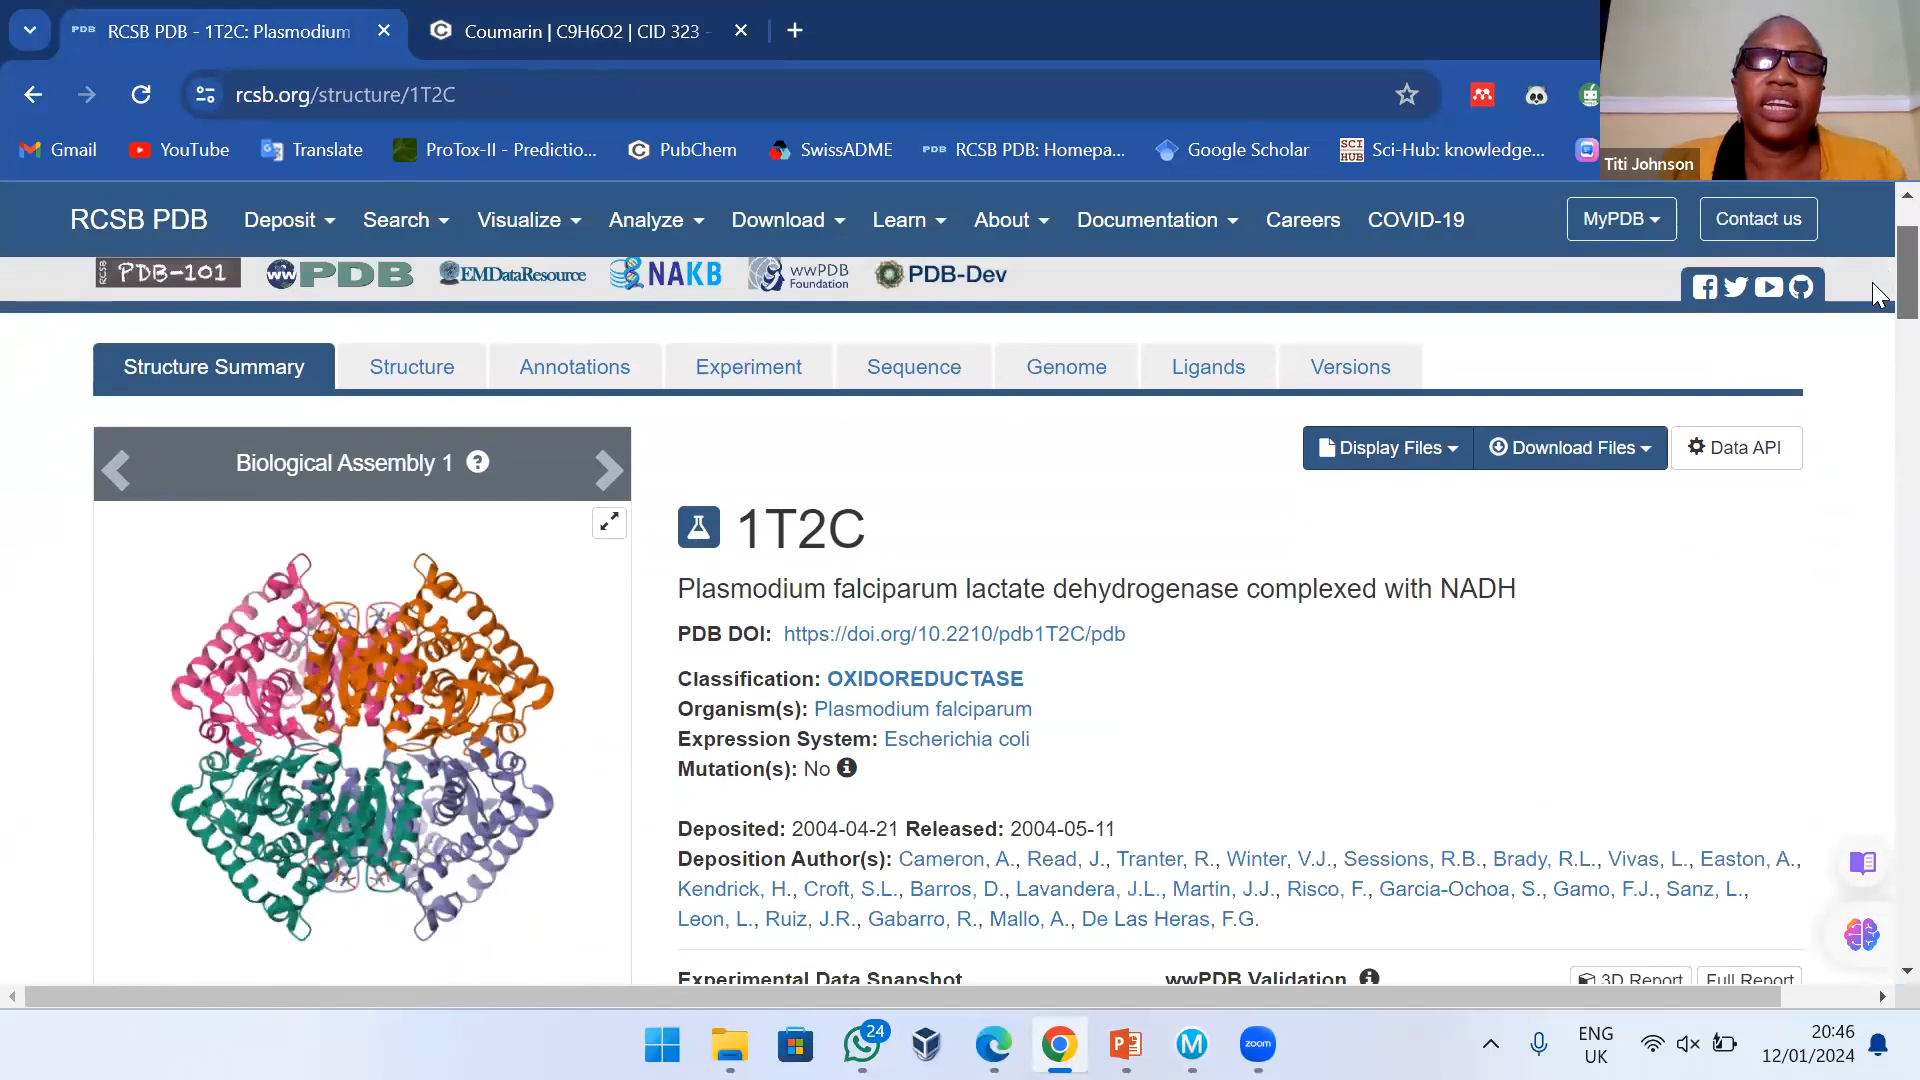 RCSB PDB - 1T2C: Plasmodium
Coumarin | C9H6O2 | CID 323 -
rcsb.org/structure/1T2C
Gmail
YouTube
Translate
ProTox-II - Predictio...
PubChem
SwissADME
PDB
RCSB PDB: Homepa...
Google Scholar
SCI HUB
Sci-Hub: knowledge...
Titi Johnson
RCSB PDB
Deposit
Search
Visualize
Analyze
Download
Learn
About
Documentation
Careers
COVID-19
MyPDB
Contact us
RCSB PDB-101
wwPDB
EMDataResource
NAKB
wwPDB Foundation
PDB-Dev
Structure Summary
Structure
Annotations
Experiment
Sequence
Genome
Ligands
Versions
Biological Assembly 1 ?
Display Files
Download Files
Data API
1T2C
Plasmodium falciparum lactate dehydrogenase complexed with NADH
PDB DOI: https://doi.org/10.2210/pdb1T2C/pdb
Classification: OXIDOREDUCTASE
Organism(s): Plasmodium falciparum
Expression System: Escherichia coli
Mutation(s): No
Deposited: 2004-04-21 Released: 2004-05-11
Deposition Author(s): Cameron, A., Read, J., Tranter, R., Winter, V.J., Sessions, R.B., Brady, R.L., Vivas, L., Easton, A.,
Kendrick, H., Croft, S.L., Barros, D., Lavandera, J.L., Martin, J.J., Risco, F., Garcia-Ochoa, S., Gamo, F.J., Sanz, L.,
Leon, L., Ruiz, J.R., Gabarro, R., Mallo, A., De Las Heras, F.G.
Experimental Data Snapshot
wwPDB Validation
3D Report
Full Report
24
zoom
ENG
UK
20:46
12/01/2024